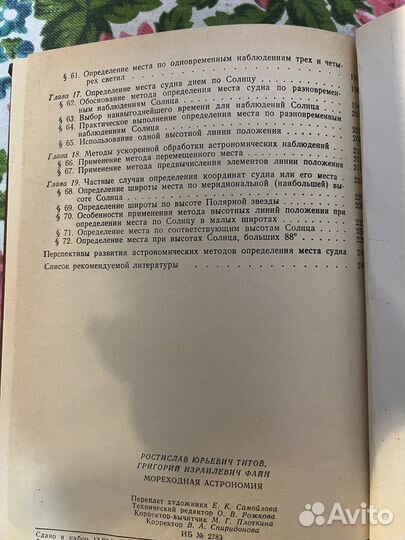 § 61. Определение места по одновременным наблюдениям трех и четы-
рех светил
Глава 17. Определение места судна днем по Солнцу
§ 62. Обоснование метода определения места судна по разновремен-
ным наблюдениям Солнца
§ 63. Выбор наивыгоднейшего времени для наблюдений Солнца
§ 64. Практическое выполнение определения места по разновременным
наблюдениям Солнца
§ 65. Использование одной высотной линии положения
Глава 18. Методы ускоренной обработки астрономических наблюдений
§ 66. Применение метода перемещенного места
§ 67. Применение метода предвычисления элементов линии положения
Глава 19. Частные случаи определения координат судна или его места
§ 68. Определение широты места по меридиональной (наибольшей) вы-
соте Солнца
§ 69. Определение широты по высоте Полярной звезды
§ 70. Особенности применения метода высотных линий положения при
определении места по Солнцу в малых широтах
§ 71. Определение места по соответствующим высотам Солнца
§ 72. Определение места при высотах Солнца, больших 88°
Перспективы развития астрономических методов определения места судна
Список рекомендуемой литературы
РОСТИСЛАВ ЮРЬЕВИЧ ТИТОВ,
ГРИГОРИЙ ИЗРАИЛЕВИЧ ФАЙН
МОРЕХОДНАЯ АСТРОНОМИЯ
Переплет художника Е. К. Самойлова
Технический редактор О. В. Рожкова
Корректор-вычитчик М. Г. Плоткина
Корректор В. А. Спиридонова
ИБ № 2783
Сдано в набор
Avito